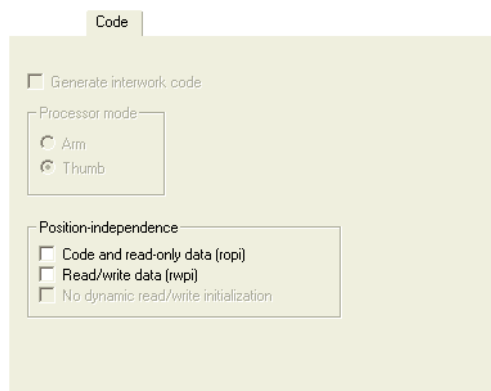 Code
Generate interwork code
Processor mode
Arm
Thumb
Position-independence
Code and read-only data (ropi)
Read/write data (rwpi)
No dynamic read/write initialization